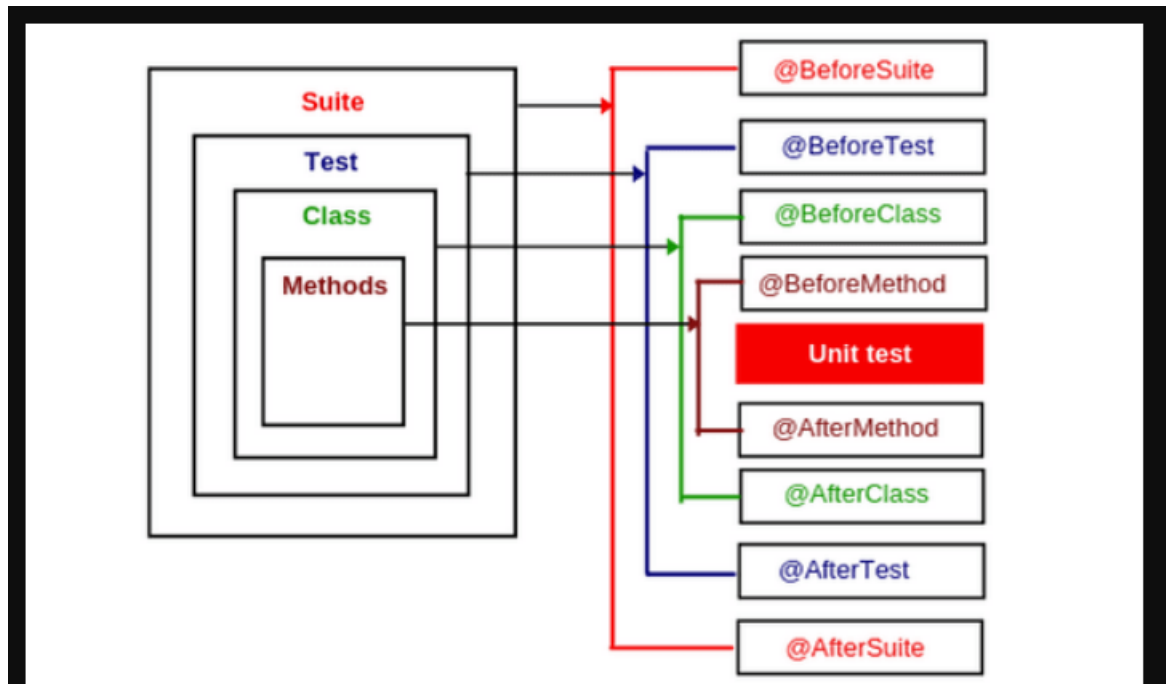 Suite
Test
Class
Methods
@BeforeSuite
@BeforeTest
@BeforeClass
@BeforeMethod
Unit test
@AfterMethod
@AfterClass
@AfterTest
@AfterSuite